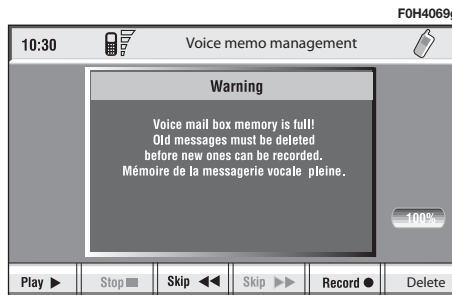 F0H4069g
10:30 Voice memo management
Warning
Voice mail box memory is full!
Old messages must be deleted
before new ones can be recorded.
Mémoire de la messagerie vocale pleine.
100%
Play ▶ Stop ■ Skip ◀◀ Skip ▶▶ Record ● Delete